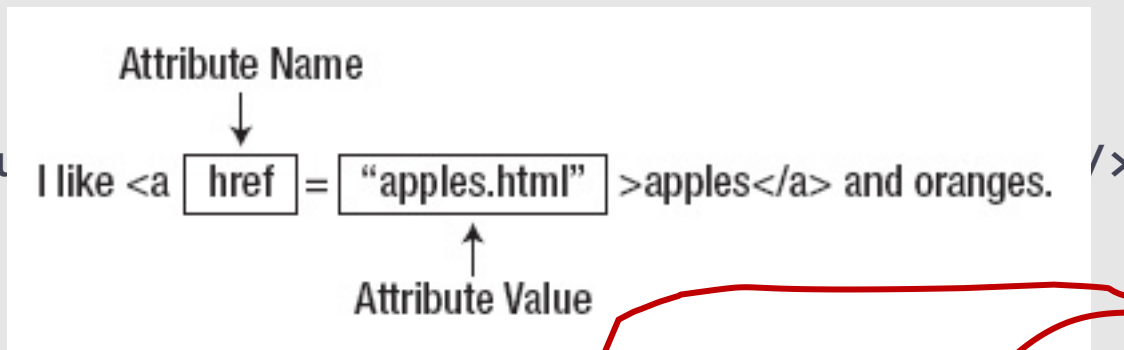 Attribute Name
I like <a href = “apples.html” >apples</a> and oranges.
/>
Attribute Value